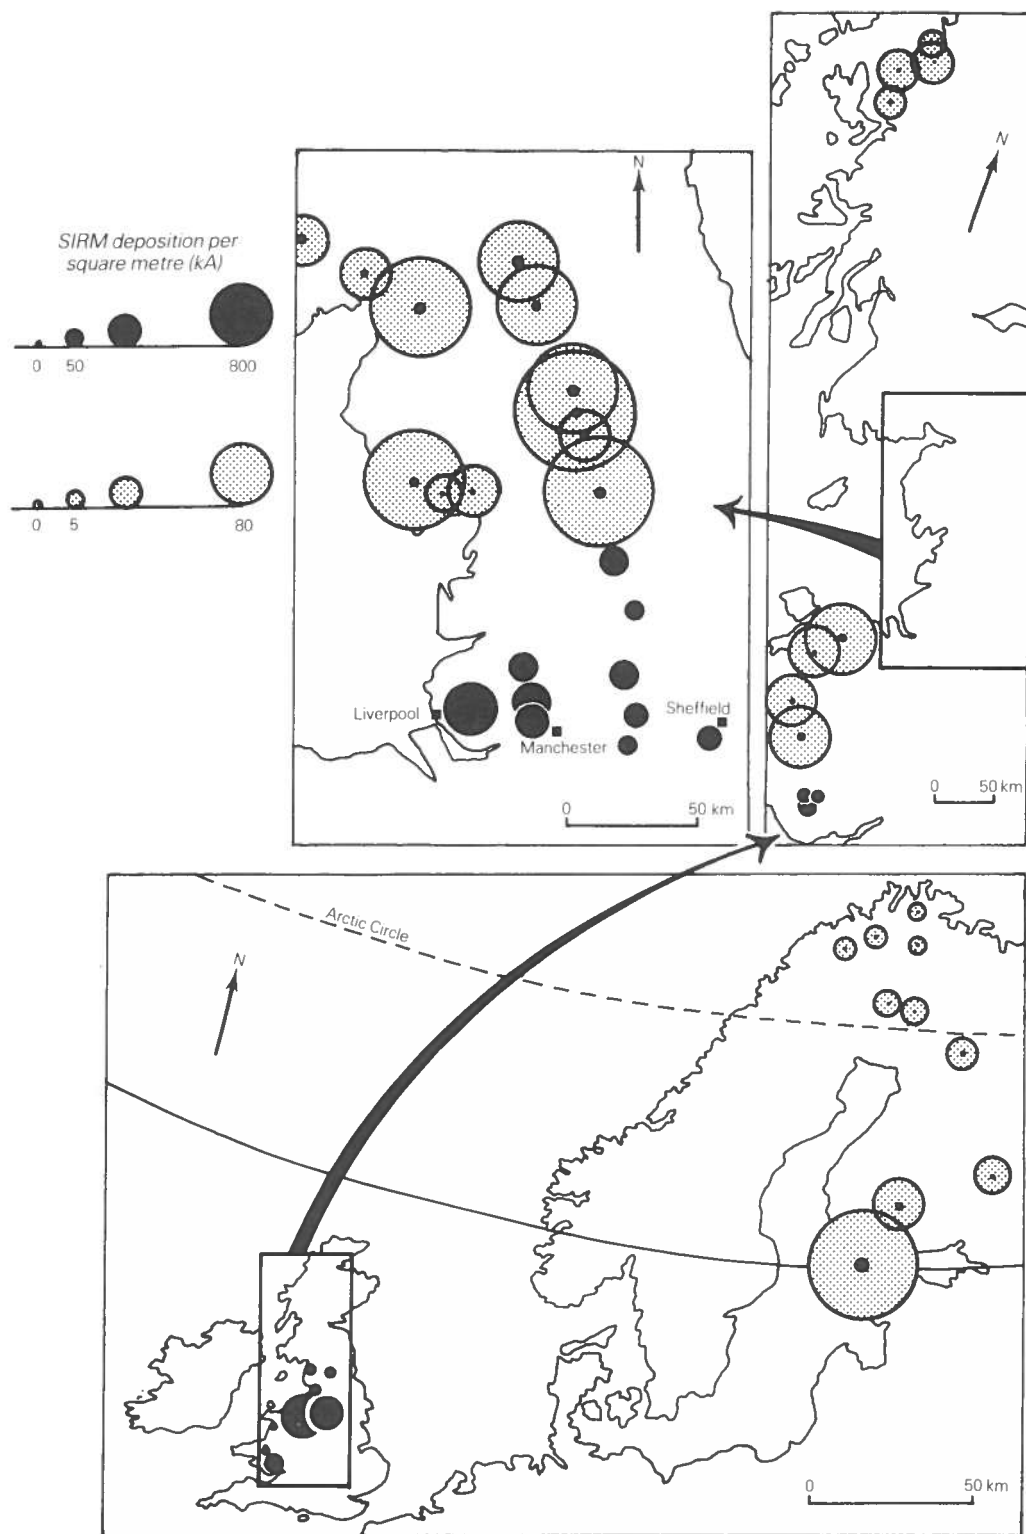 N
N
SIRM deposition per
square metre (kA)
0 50 800
0 5 80
Liverpool
Sheffield
Manchester
0 50 km
0 50 km
Arctic Circle
N
0 50 km